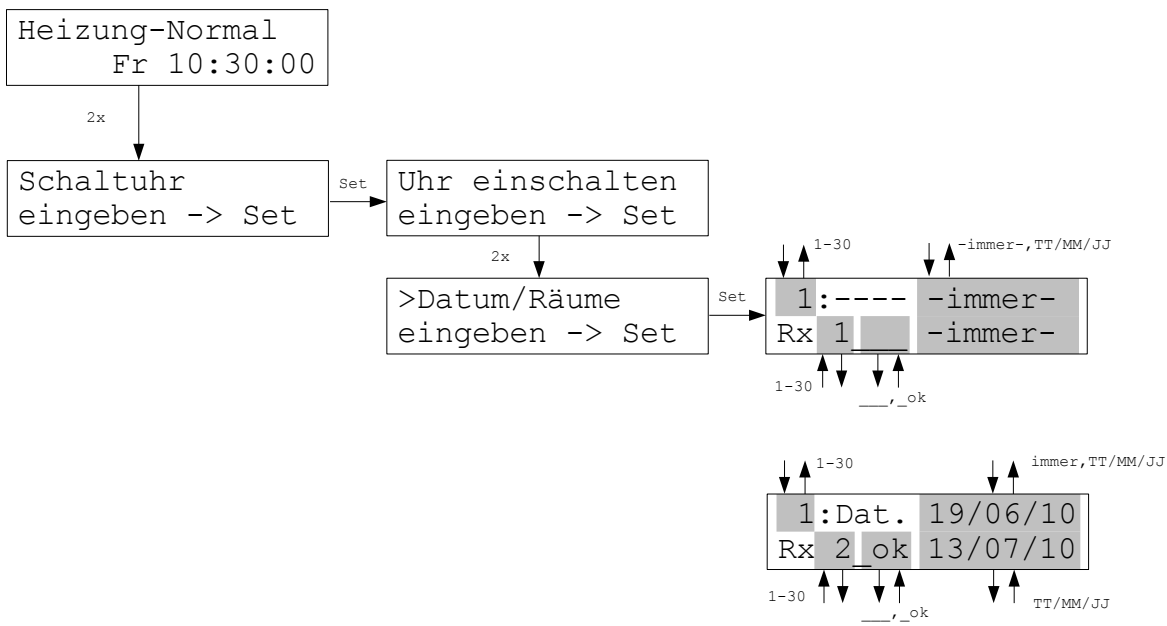 Heizung-Normal
Fr 10:30:00
2x
Schaltuhr
eingeben -> Set
Set
Uhr einschalten
eingeben -> Set
2x
>Datum/Räume
eingeben -> Set
Set
1-30
-immer-,TT/MM/JJ
1:---- -immer-
Rx 1___ -immer-
1-30
___,_ok
1-30
immer,TT/MM/JJ
1:Dat. 19/06/10
Rx 2_ok 13/07/10
1-30
___,_ok
TT/MM/JJ